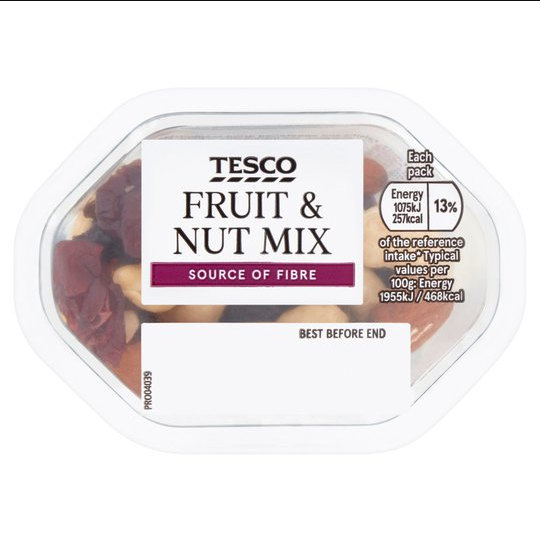 TESCO
FRUIT &
NUT MIX
SOURCE OF FIBRE
Each
pack
Energy
1075kJ
257kcal
13%
of the reference
intake* Typical
values per
100g: Energy
1955kJ / 468kcal
BEST BEFORE END
PRO04039